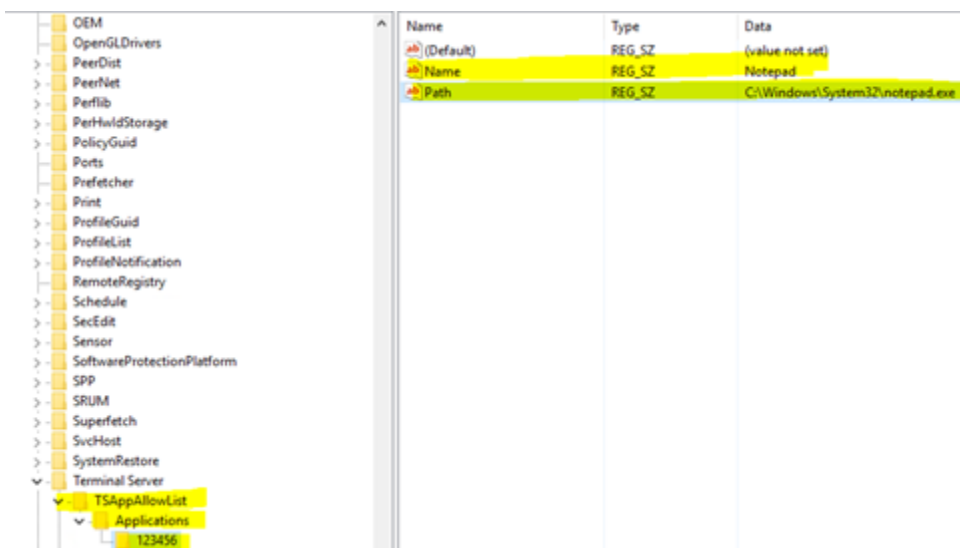 OEM
OpenGLDrivers
PeerDist
PeerNet
Perflib
PerHwIdStorage
PolicyGuid
Ports
Prefetcher
Print
ProfileGuid
ProfileList
ProfileNotification
RemoteRegistry
Schedule
SecEdit
Sensor
SoftwareProtectionPlatform
SPP
SRUM
Superfetch
SvcHost
SystemRestore
Terminal Server
TSAppAllowList
Applications
123456
Name Type Data
(Default) REG_SZ (value not set)
Name REG_SZ Notepad
Path REG_SZ C:\Windows\System32\notepad.exe